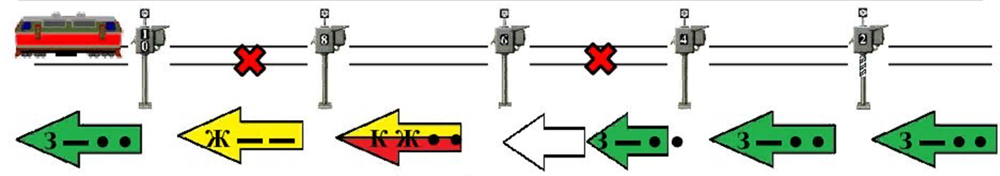 10 8 6 4 2
З — • • Ж — — К Ж • • З — • • З — • • З — • •